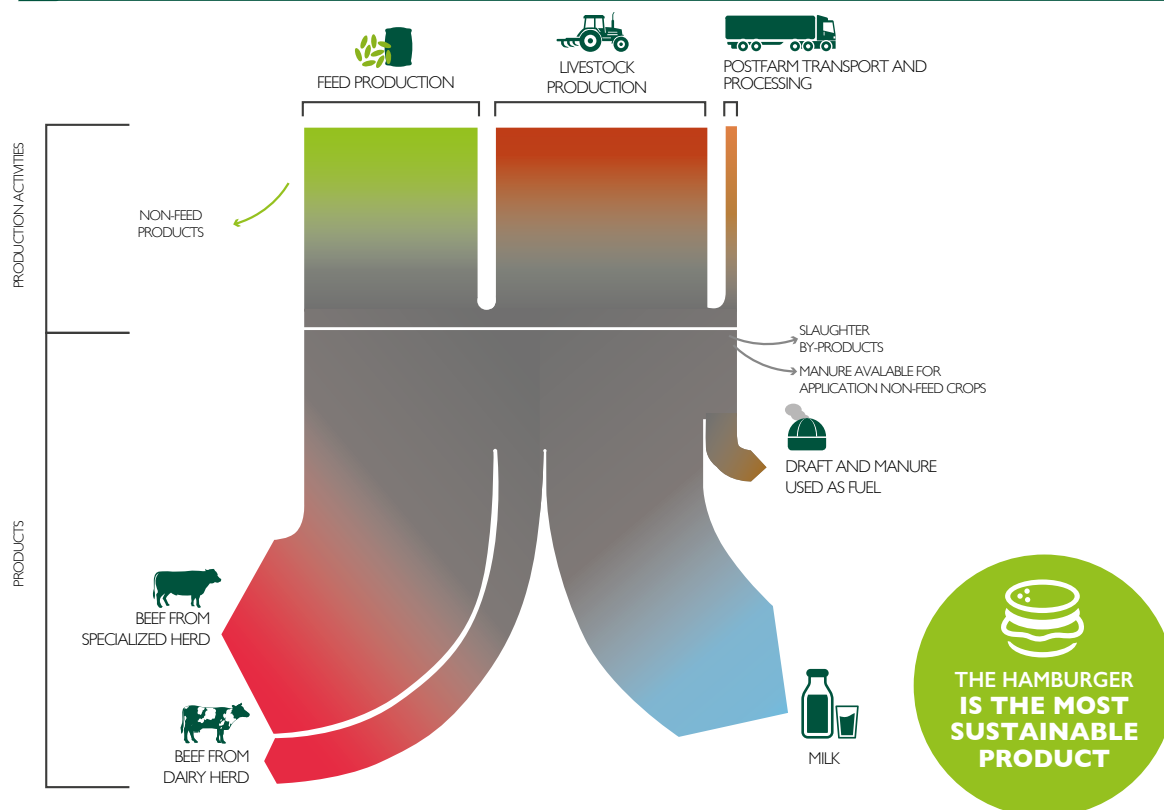 FEED PRODUCTION
LIVESTOCK
PRODUCTION
POSTFARM TRANSPORT AND
PROCESSING
PRODUCTION ACTIVITIES
NON-FEED
PRODUCTS
SLAUGHTER
BY-PRODUCTS
MANURE AVALABLE FOR
APPLICATION NON-FEED CROPS
DRAFT AND MANURE
USED AS FUEL
PRODUCTS
BEEF FROM
SPECIALIZED HERD
BEEF FROM
DAIRY HERD
MILK
THE HAMBURGER
IS THE MOST
SUSTAINABLE
PRODUCT